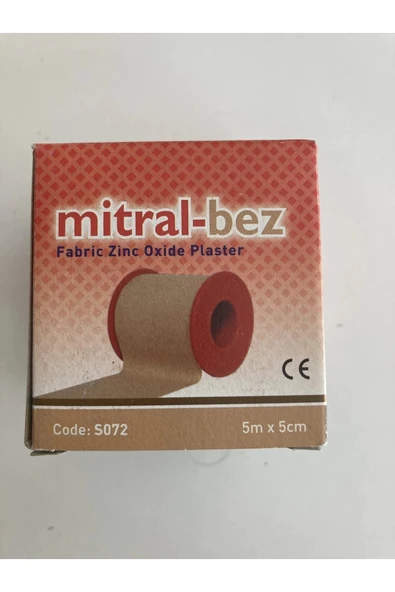 mitral-bez
Fabric Zinc Oxide Plaster
CE
Code: S072
5m x 5cm